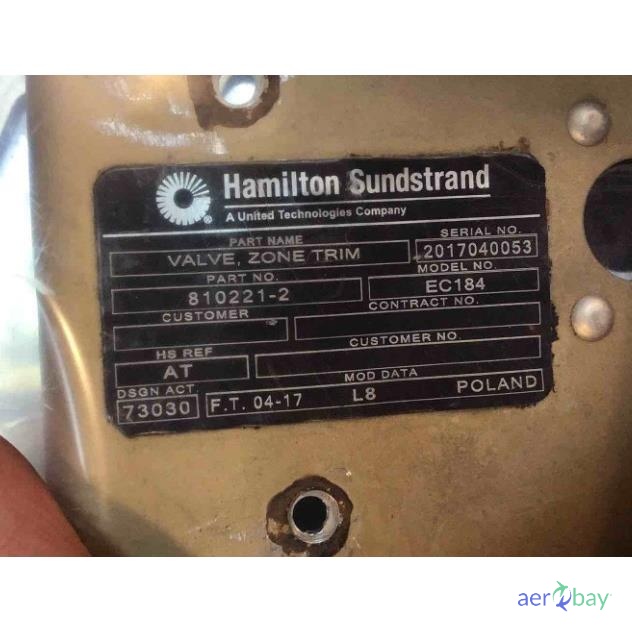 Hamilton Sundstrand
®
A United Technologies Company
PART NAME
VALVE, ZONE TRIM
SERIAL NO.
2017040053
PART NO.
810221-2
MODEL NO.
EC184
CUSTOMER
CONTRACT NO.
HS REF
AT
CUSTOMER NO.
DSGN ACT.
73030
MOD DATA
F.T. 04-17 L8 POLAND
aerobay